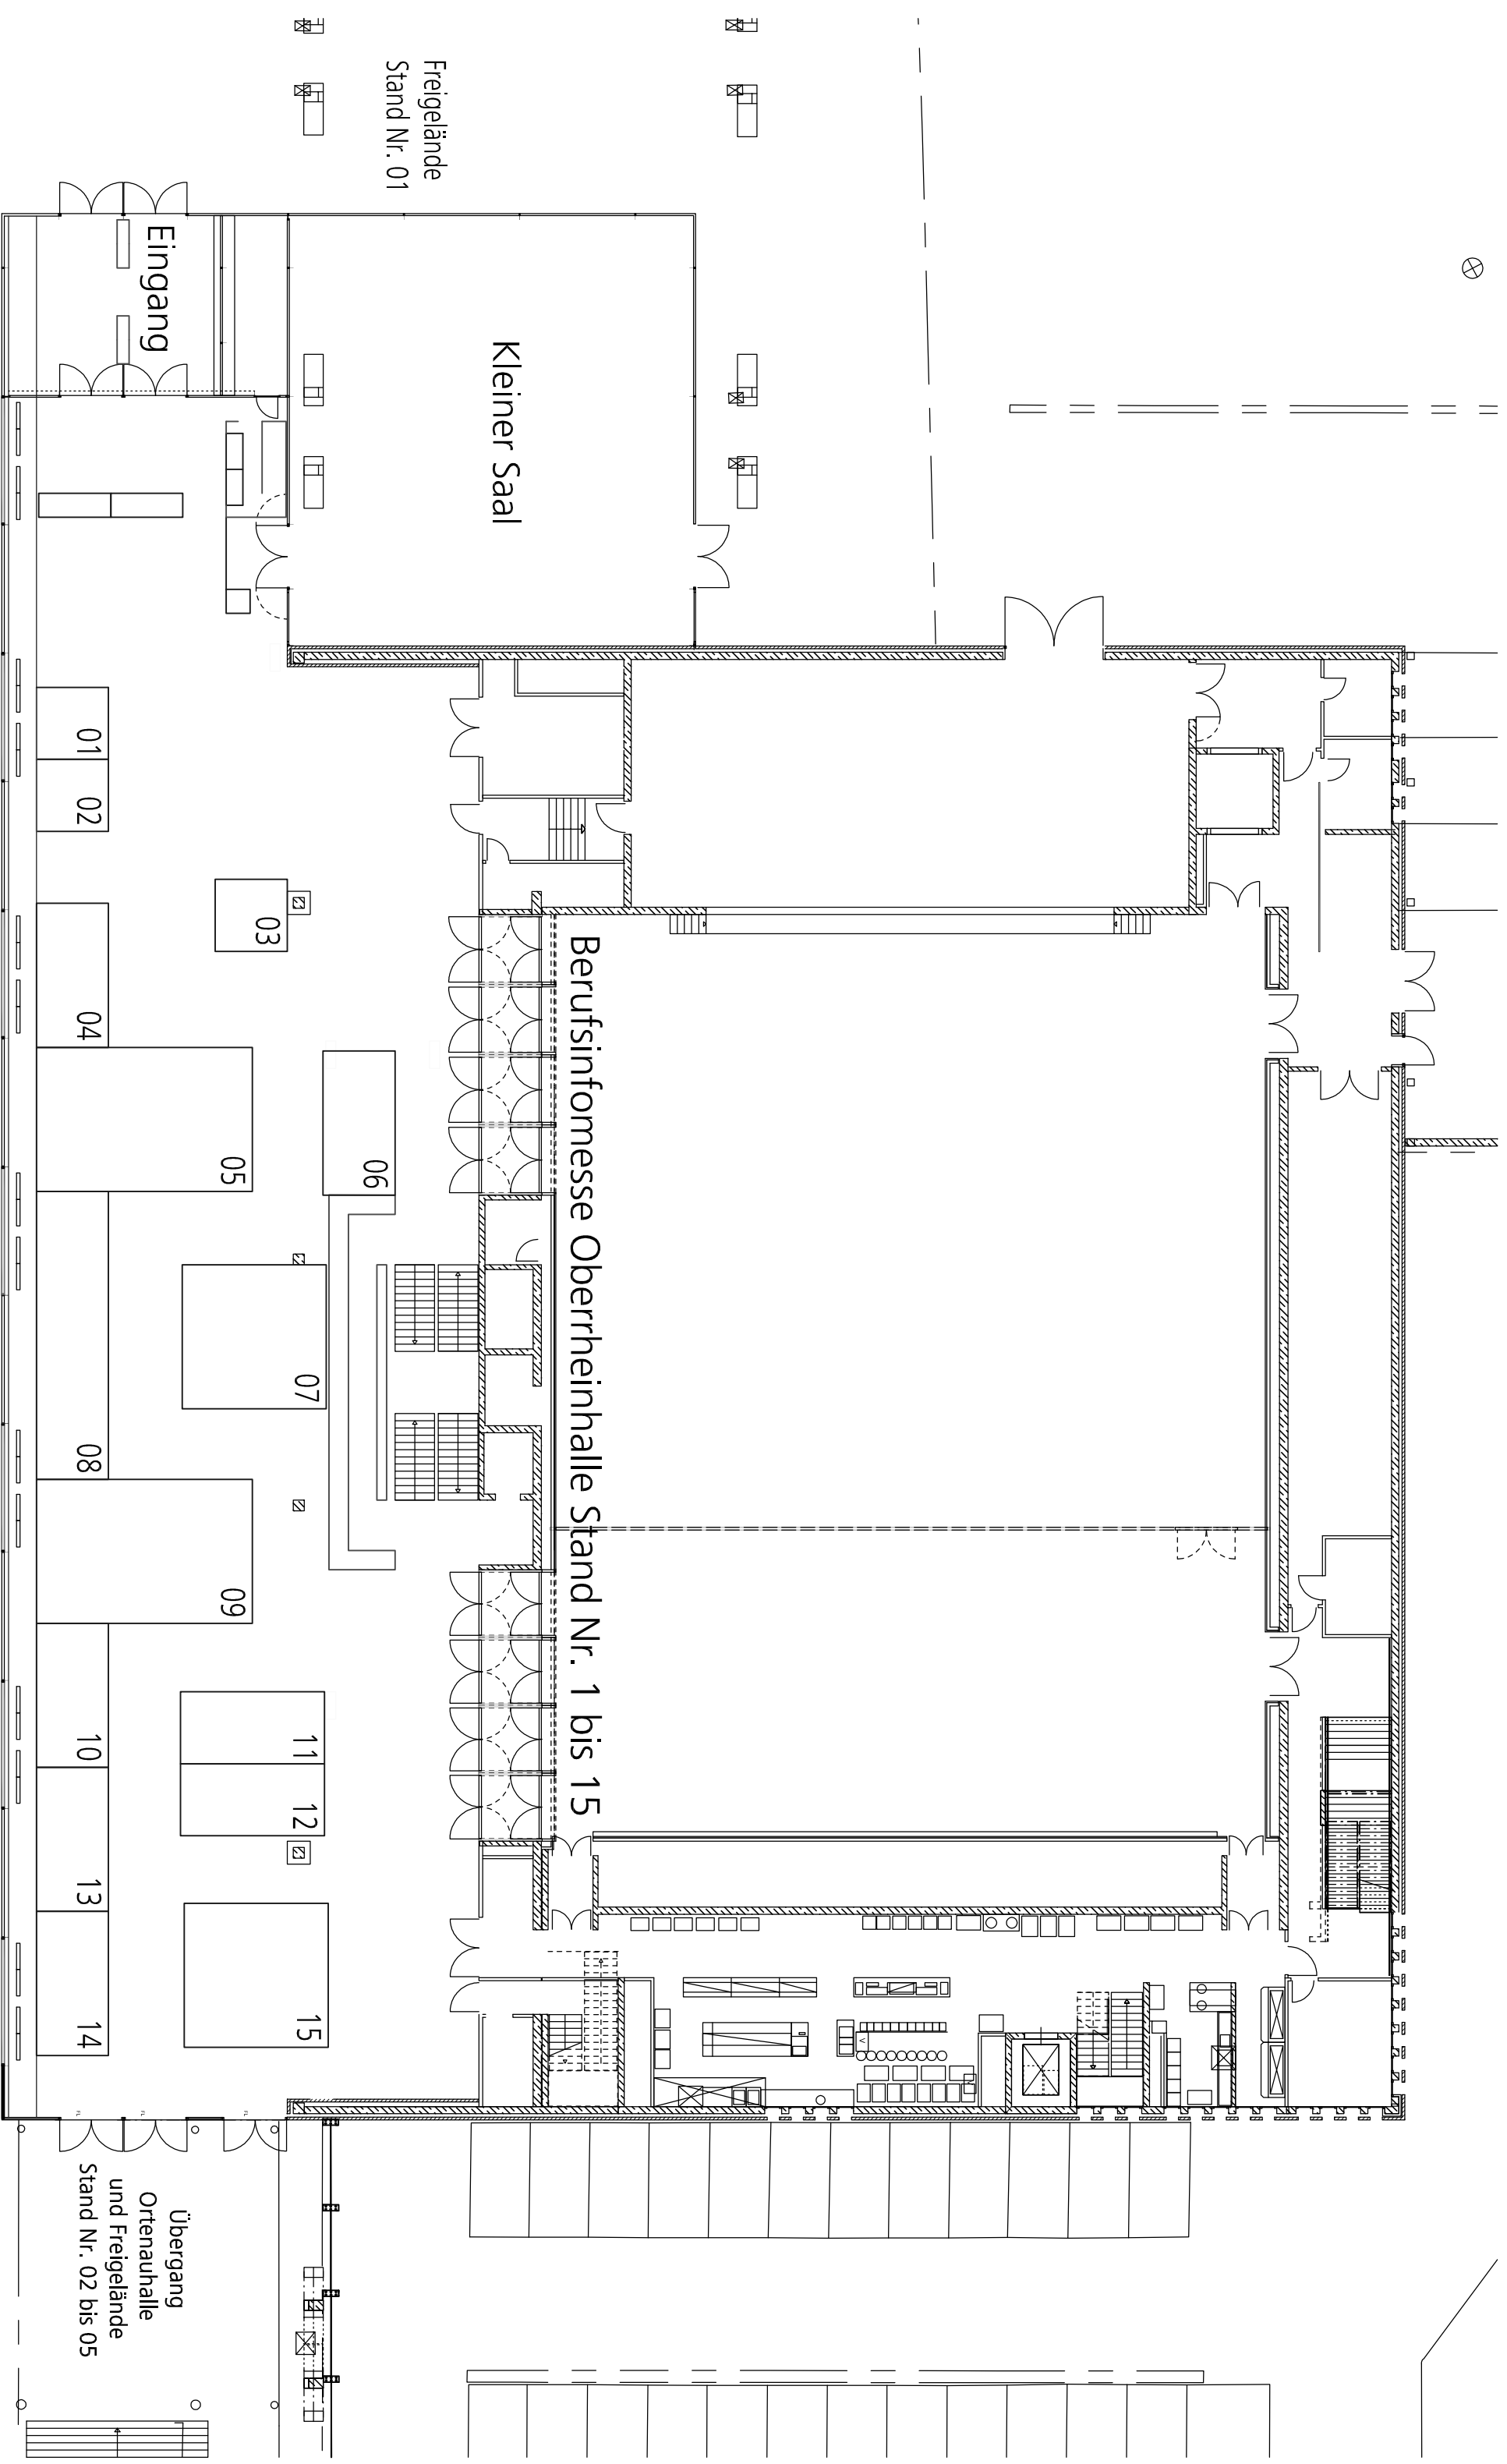 Freigelände
Stand Nr. 01
Eingang
Kleiner Saal
Berufsinfomesse Oberrheinhalle Stand Nr. 1 bis 15
01
02
03
04
05
06
07
08
09
10
11
12
13
14
15
Übergang
Ortenauhalle
und Freigelände
Stand Nr. 02 bis 05